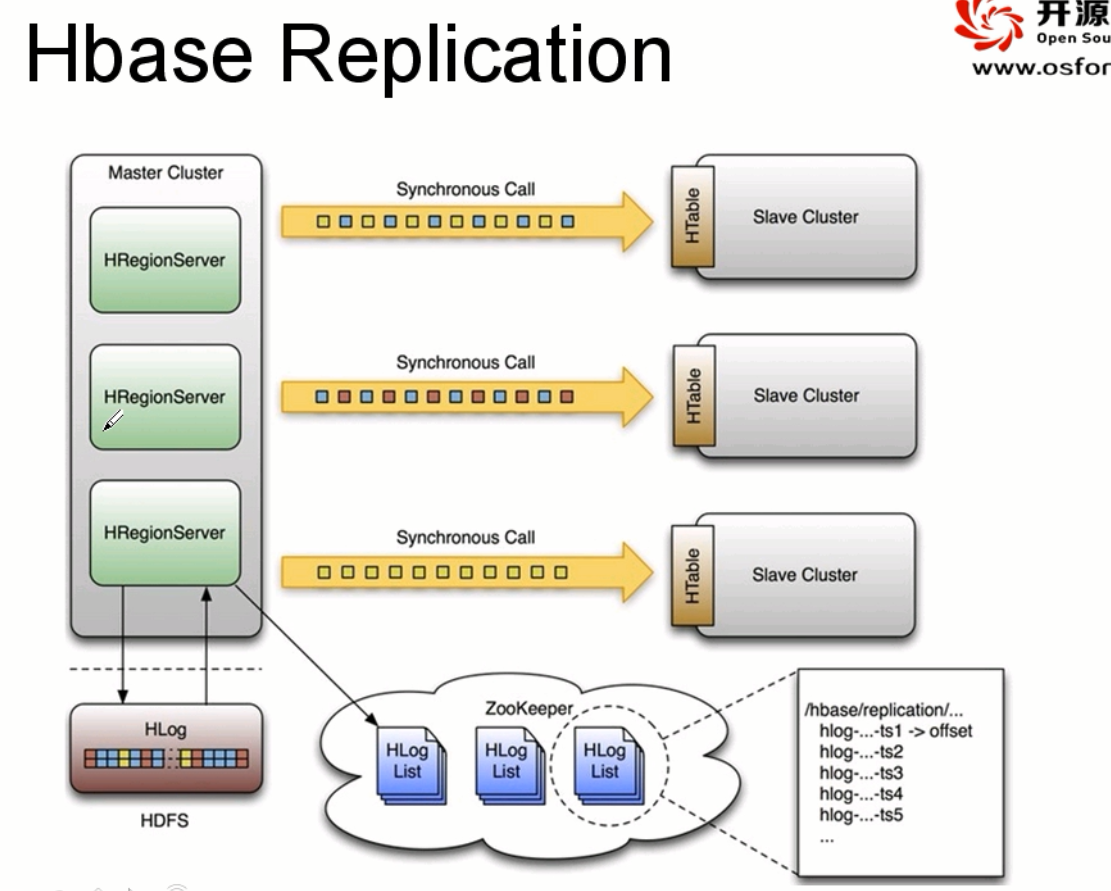 Hbase Replication
开源
Open Sou
www.osfor
Master Cluster
HRegionServer
HRegionServer
HRegionServer
Synchronous Call
Synchronous Call
Synchronous Call
HTable
Slave Cluster
HTable
Slave Cluster
HTable
Slave Cluster
HLog
HDFS
ZooKeeper
HLog
List
HLog
List
HLog
List
/hbase/replication/...
hlog-...-ts1 -> offset
hlog-...-ts2
hlog-...-ts3
hlog-...-ts4
hlog-...-ts5
...